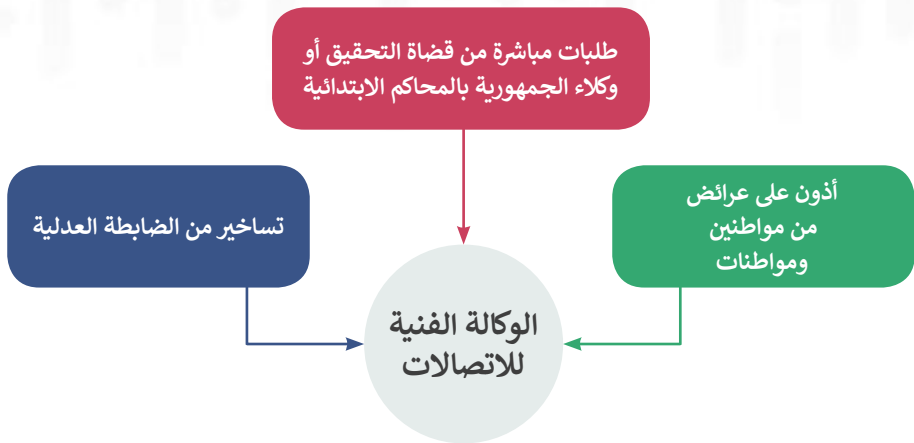 طلبات مباشرة من قضاة التحقيق أو
وكلاء الجمهورية بالمحاكم الابتدائية
أذون على عرائض
من مواطنين
ومواطنات
تساخير من الضابطة العدلية
الوكالة الفنية
للاتصالات